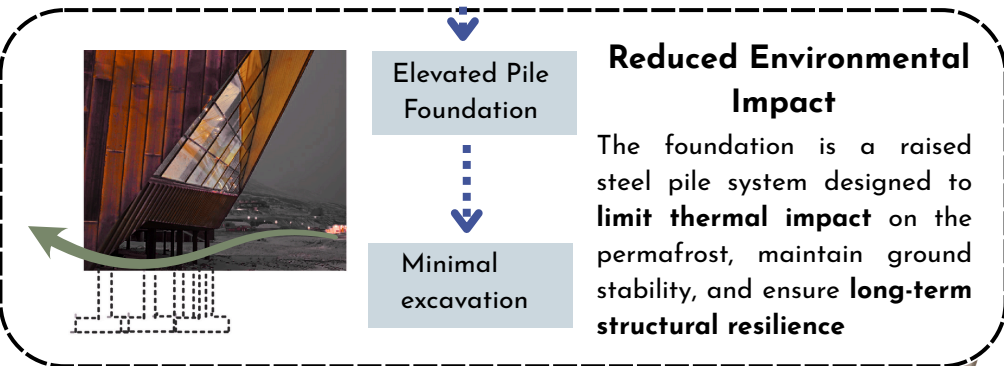 Elevated Pile
Foundation
Minimal
excavation
Reduced Environmental
Impact
The foundation is a raised
steel pile system designed to
limit thermal impact on the
permafrost, maintain ground
stability, and ensure long-term
structural resilience